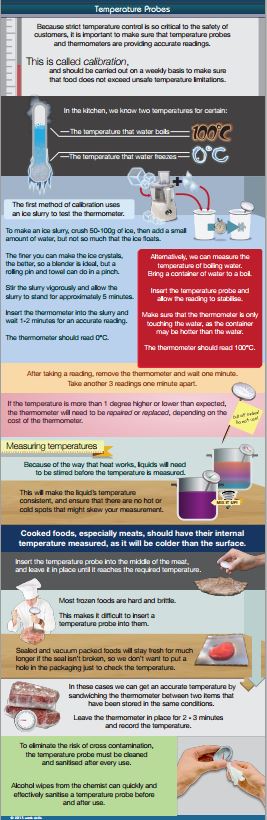 Temperature Probes
Because strict temperature control is so critical to the safety of
customers, it is important to make sure that temperature probes
and thermometers are providing accurate readings.
This is called calibration,
and should be carried out on a weekly basis to make sure
that food does not exceed unsafe temperature limitations.
In the kitchen, we know two temperatures for certain:
The temperature that water boils
100°C
The temperature that water freezes
0°C
The first method of calibration uses
an ice slurry to test the thermometer.
To make an ice slurry, crush 50-100g of ice, then add a small
amount of water, but not so much that the ice floats.
The finer you can make the ice crystals,
the better, so a blender is ideal, but a
rolling pin and towel can do in a pinch.
Stir the slurry vigorously and allow the
slurry to stand for approximately 5 minutes.
Insert the thermometer into the slurry and
wait 1-2 minutes for an accurate reading.
The thermometer should read 0°C.
Alternatively, we can measure the
temperature of boiling water.
Bring a container of water to a boil.
Insert the temperature probe and
allow the reading to stabilise.
Make sure that the thermometer is only
touching the water, as the container
may be hotter than the water.
The thermometer should read 100°C.
After taking a reading, remove the thermometer and wait one minute.
Take another 3 readings one minute apart.
If the temperature is more than 1 degree higher or lower than expected,
the thermometer will need to be repaired or replaced, depending on
the cost of the thermometer.
Out of order
Do not use!
Measuring temperatures
Because of the way that heat works, liquids will need
to be stirred before the temperature is measured.
This will make the liquid's temperature
consistent, and ensure that there are no hot or
cold spots that might skew your measurement.
MIX IT UP!
Cooked foods, especially meats, should have their internal
temperature measured, as it will be colder than the surface.
Insert the temperature probe into the middle of the meat,
and leave it in place until it reaches the required temperature.
Most frozen foods are hard and brittle.
This makes it difficult to insert a
temperature probe into them.
Sealed and vacuum packed foods will stay fresh for much
longer if the seal isn't broken, so we don't want to put a
hole in the packaging just to check the temperature.
In these cases we can get an accurate temperature by
sandwiching the thermometer between two items that
have been stored in the same conditions.
Leave the thermometer in place for 2 - 3 minutes
and record the temperature.
To eliminate the risk of cross contamination,
the temperature probe must be cleaned
and sanitised after every use.
Alcohol wipes from the chemist can quickly and
effectively sanitise a temperature probe before
and after use.